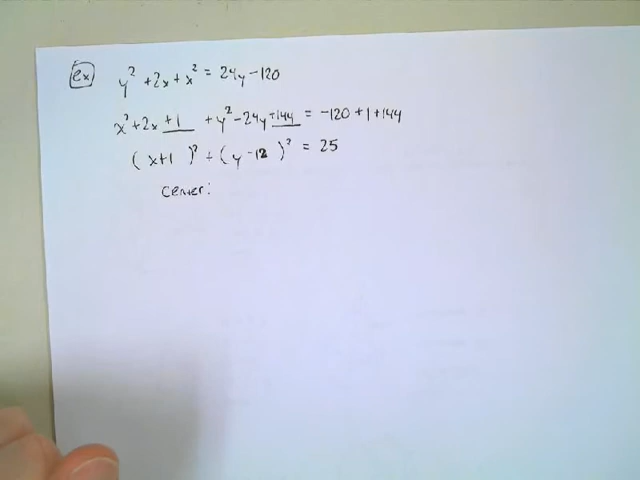 ex y² + 2x + x² = 24y - 120
x² + 2x + 1 + y² - 24y + 144 = -120 + 1 + 144
(x+1)² + (y - 12)² = 25
Center: